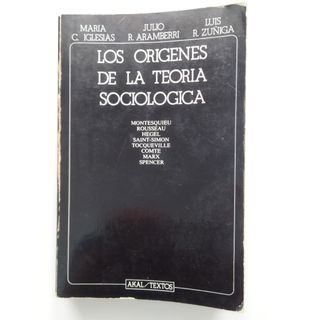 MARIA
C. IGLESIAS
JULIO
R. ARAMBERRI
LUIS
R. ZUÑIGA
LOS ORIGENES
DE LA TEORIA
SOCIOLOGICA
MONTESQUIEU
ROUSSEAU
HEGEL
SAINT-SIMON
TOCQUEVILLE
COMTE
MARX
SPENCER
AKAL/TEXTOS